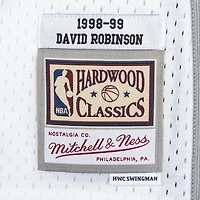 1998-99
DAVID ROBINSON
HARDWOOD
NBA
CLASSICS
NOSTALGIA CO.
Mitchell & Ness
PHILADELPHIA, PA.
HWC SWINGMAN